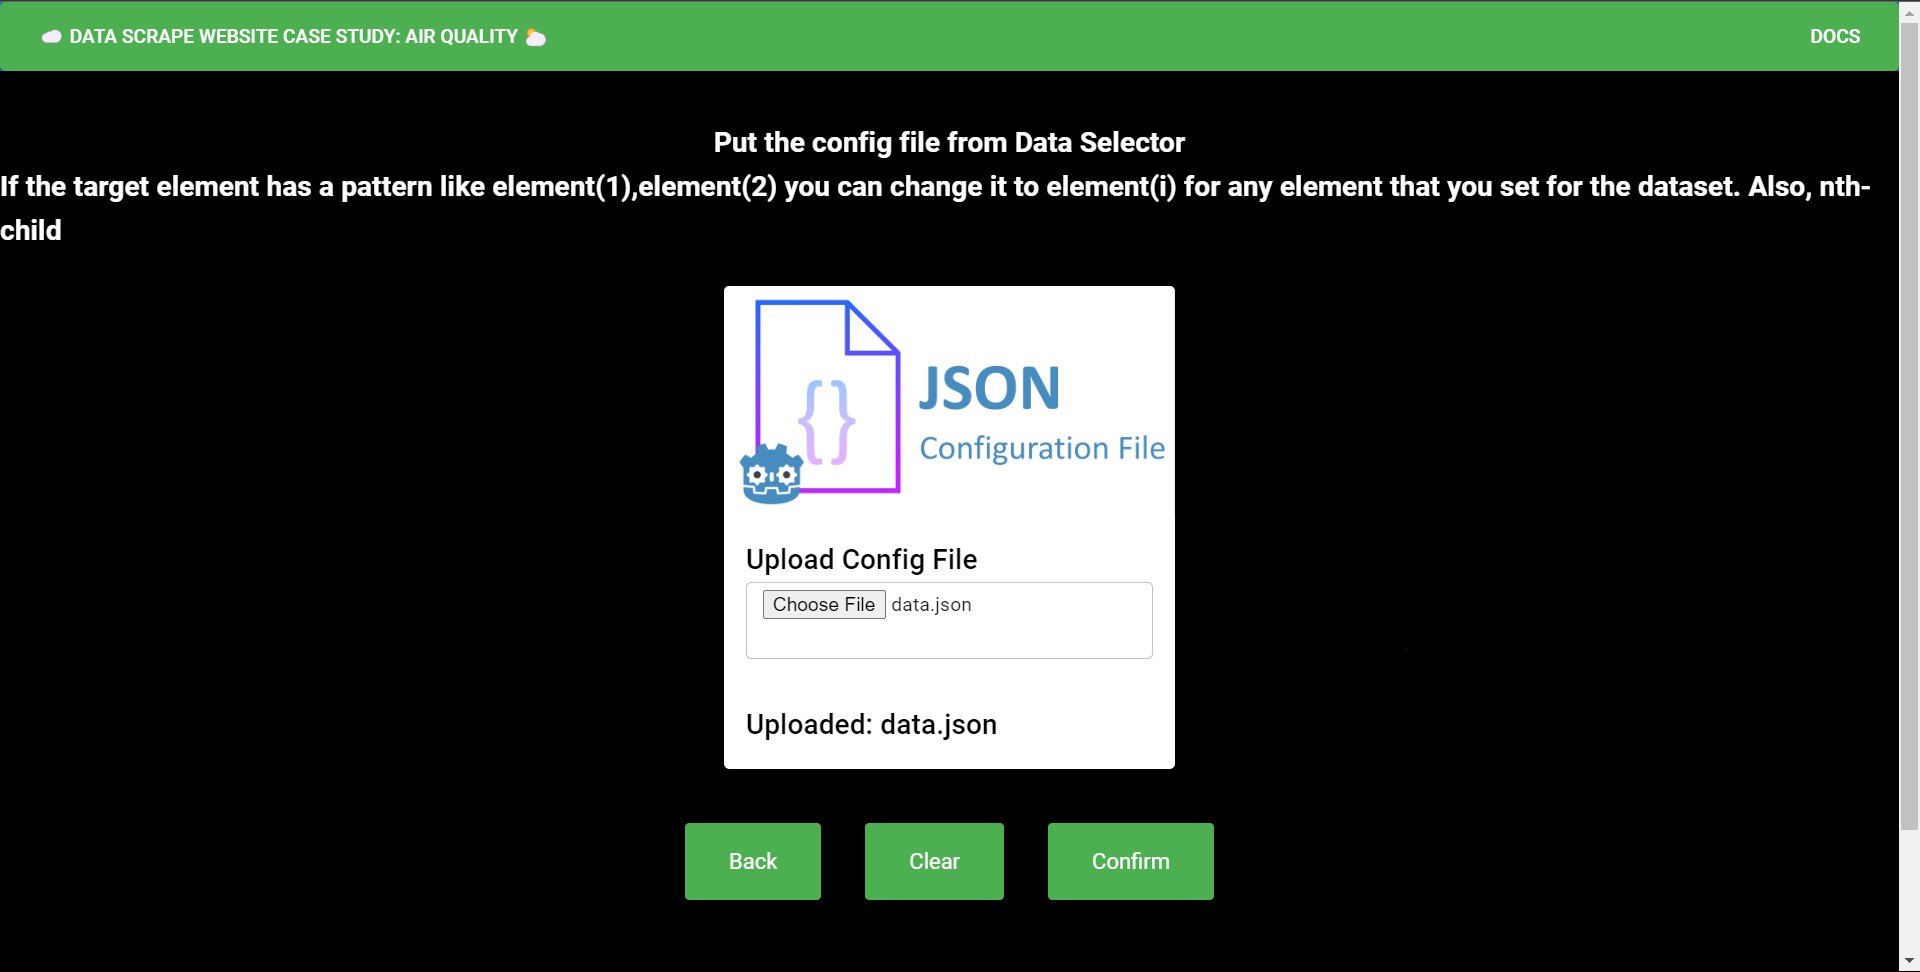 DATA SCRAPE WEBSITE CASE STUDY: AIR QUALITY
DOCS
Put the config file from Data Selector
If the target element has a pattern like element(1),element(2) you can change it to element(i) for any element that you set for the dataset. Also, nth-
child
{}
JSON
Configuration File
Upload Config File
Choose File data.json
Uploaded: data.json
Back
Clear
Confirm